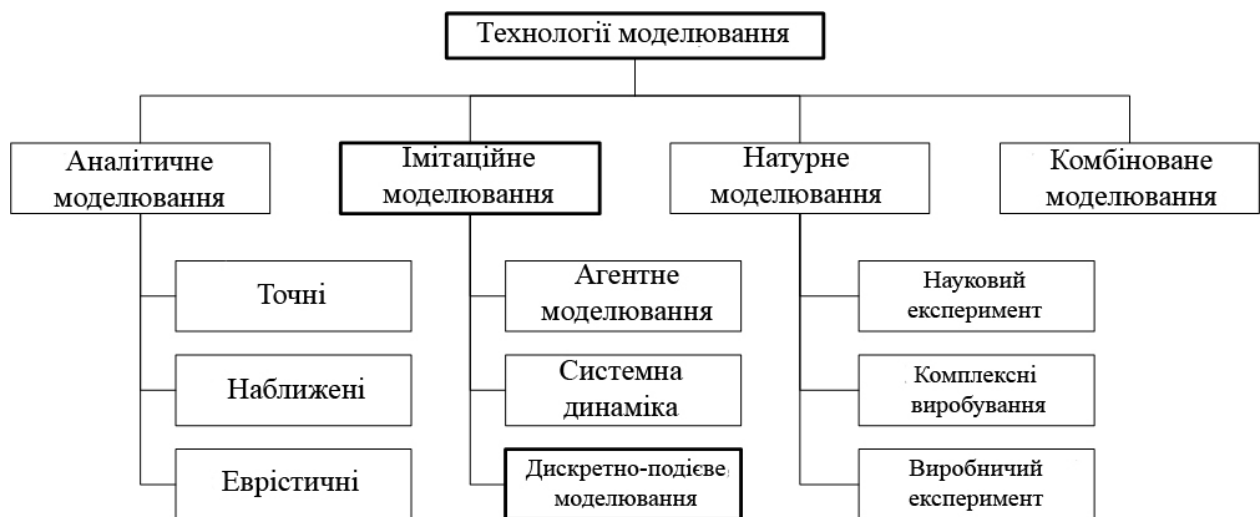 Технології моделювання
Аналітичне
моделювання
Імітаційне
моделювання
Натурне
моделювання
Комбіноване
моделювання
Точні
Наближені
Еврістичні
Агентне
моделювання
Системна
динаміка
Дискретно-подієве
моделювання
Науковий
експеримент
Комплексні
виробування
Виробничий
експеримент